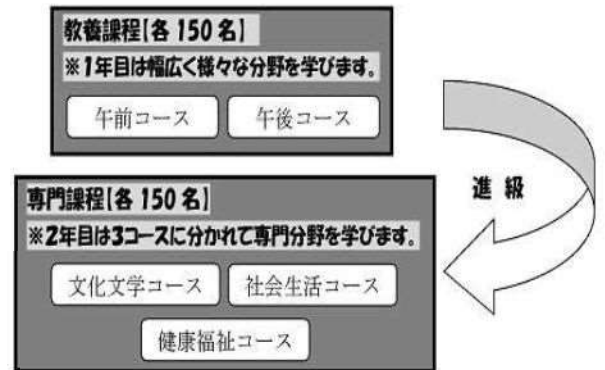 教養課程【各 150 名】
※1年目は幅広く様々な分野を学びます。
午前コース 午後コース
進 級
専門課程【各 150 名】
※2年目は3コースに分かれて専門分野を学びます。
文化文学コース 社会生活コース
健康福祉コース